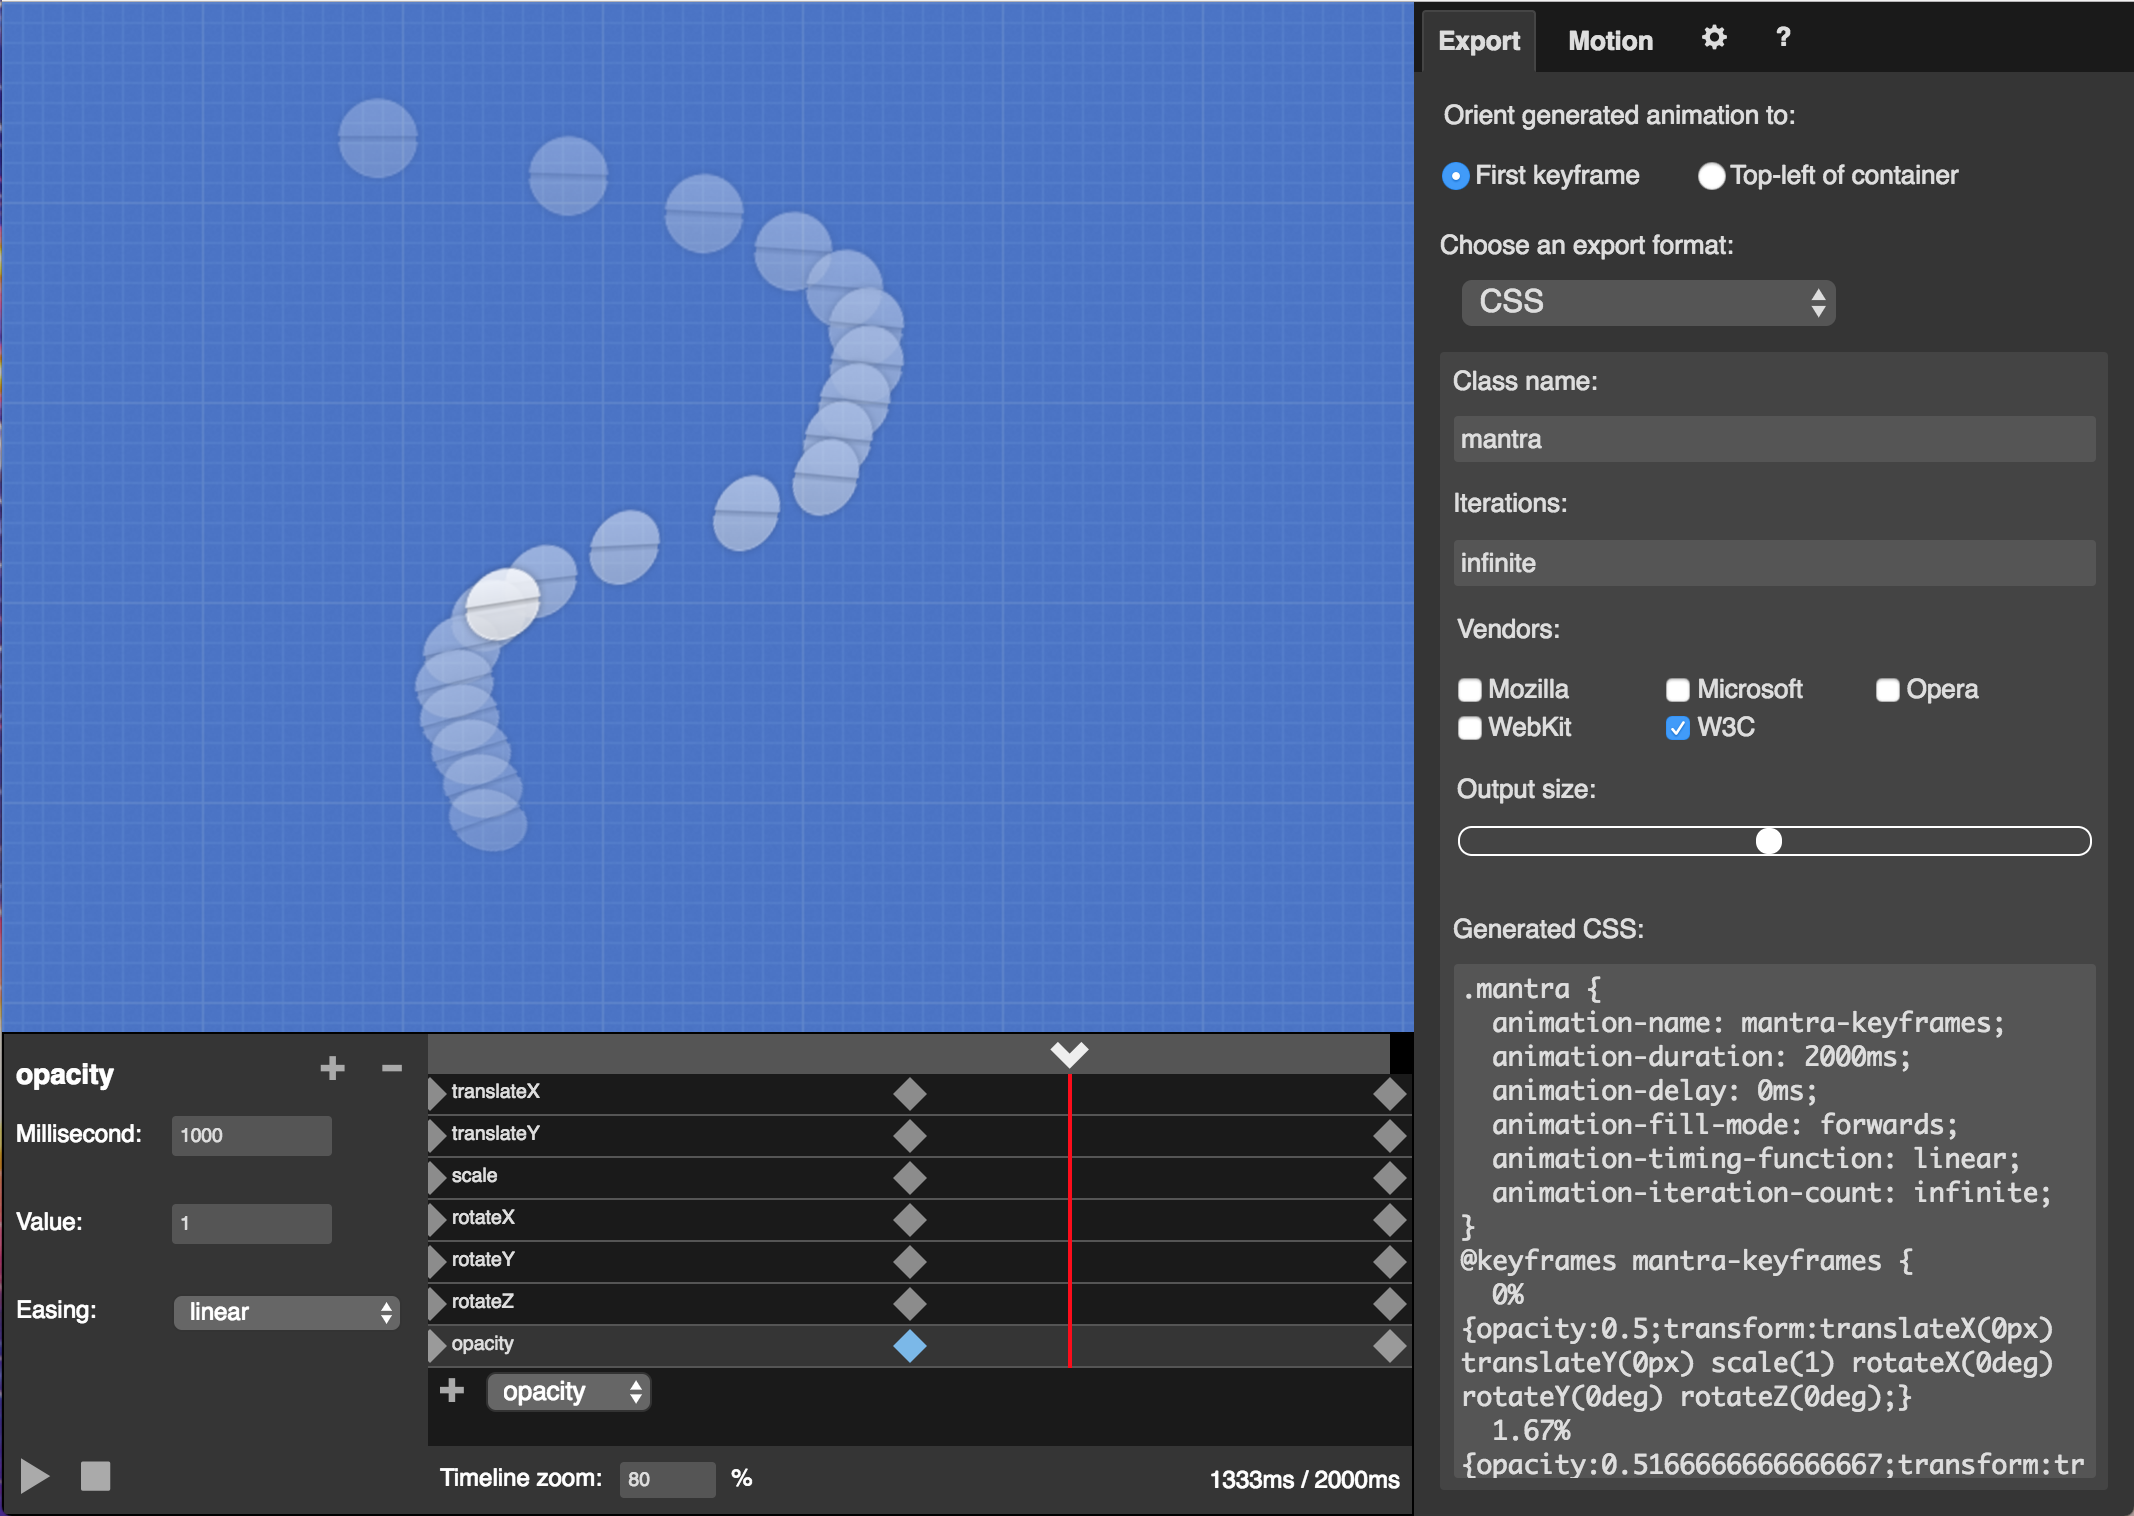 Export Motion ?
Orient generated animation to:
First keyframe Top-left of container
Choose an export format:
CSS
Class name:
mantra
Iterations:
infinite
Vendors:
Mozilla Microsoft Opera
WebKit W3C
Output size:
Generated CSS:
.mantra {
  animation-name: mantra-keyframes;
  animation-duration: 2000ms;
  animation-delay: 0ms;
  animation-fill-mode: forwards;
  animation-timing-function: linear;
  animation-iteration-count: infinite;
}
@keyframes mantra-keyframes {
  0%
{opacity:0.5;transform:translateX(0px)
translateY(0px) scale(1) rotateX(0deg)
rotateY(0deg) rotateZ(0deg);}
  1.67%
{opacity:0.5166666666666667;transform:tr
opacity + −
Millisecond: 1000
Value: 1
Easing: linear
translateX
translateY
scale
rotateX
rotateY
rotateZ
opacity
+ opacity
Timeline zoom: 80 %
1333ms / 2000ms